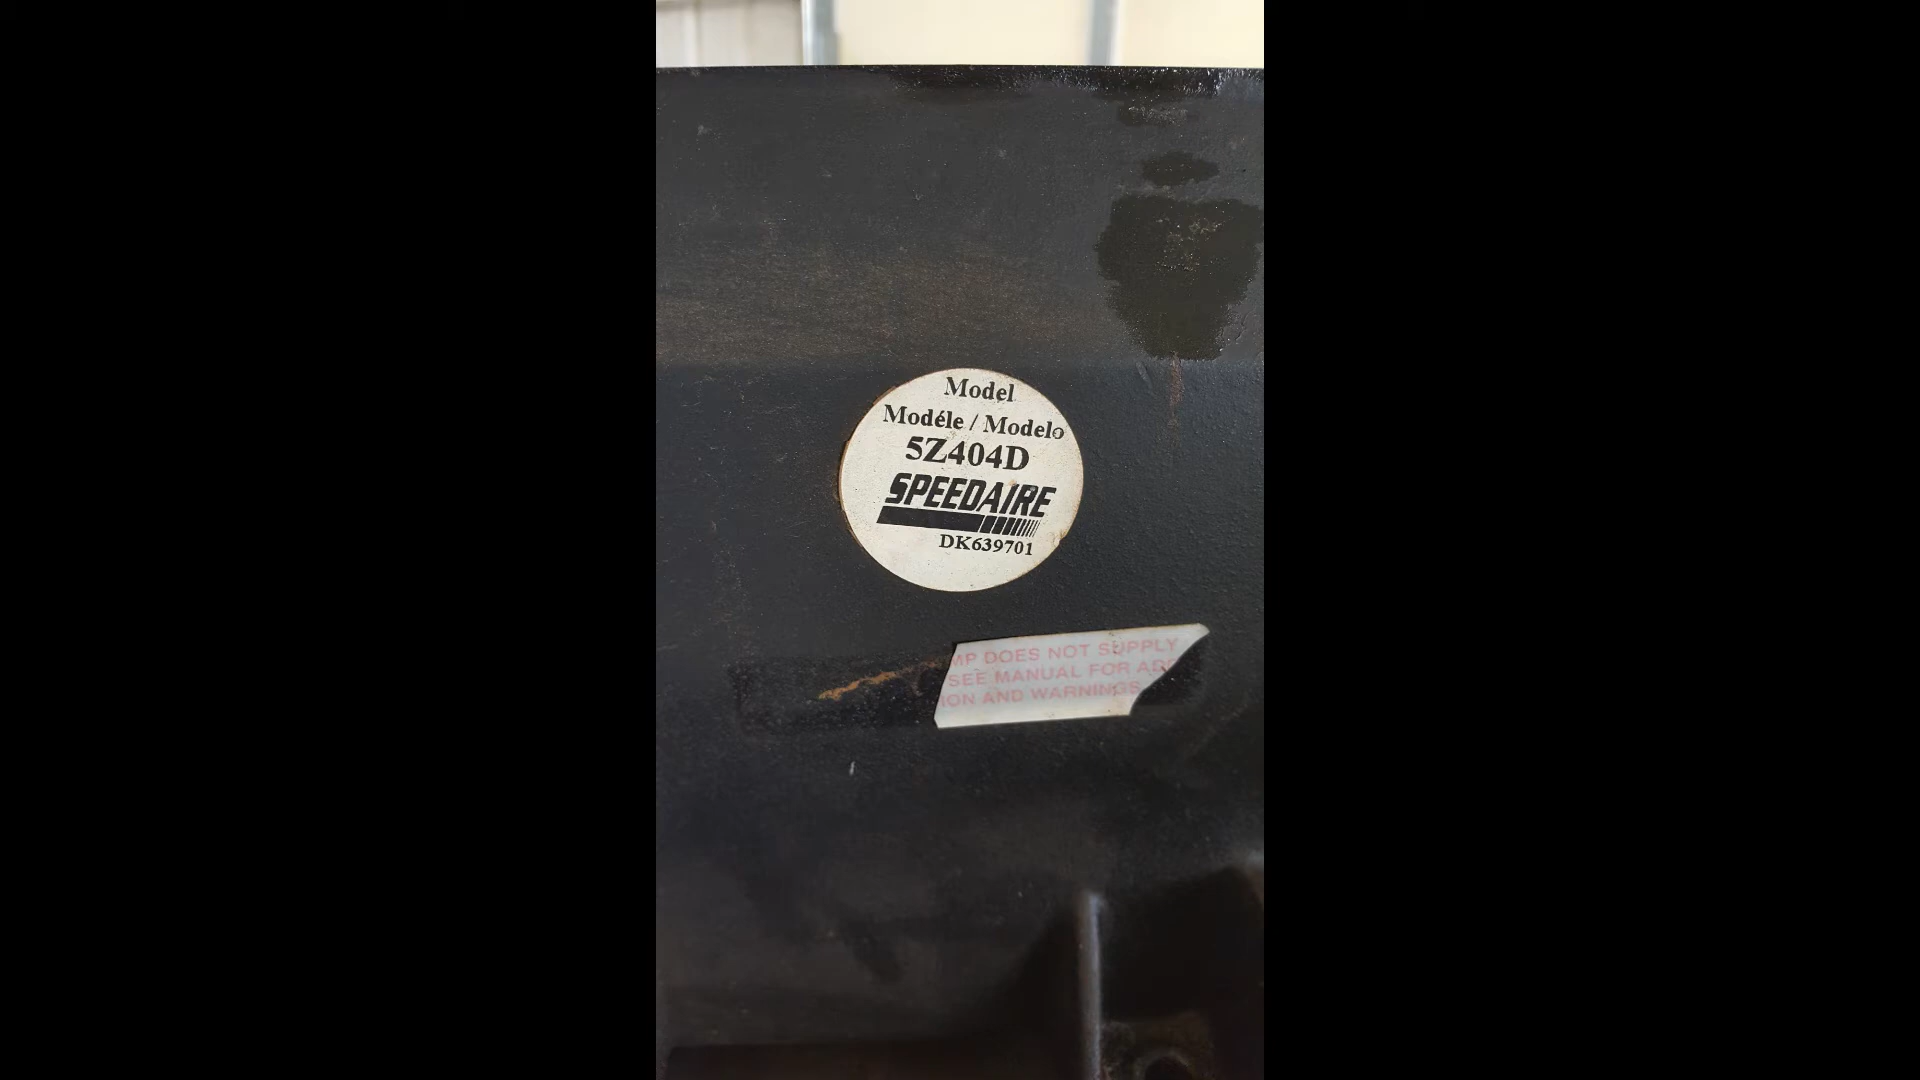 Model
Modéle / Modelo
5Z404D
SPEEDAIRE
DK639701
MP DOES NOT SUPPLY
SEE MANUAL FOR
ION AND WARNINGS